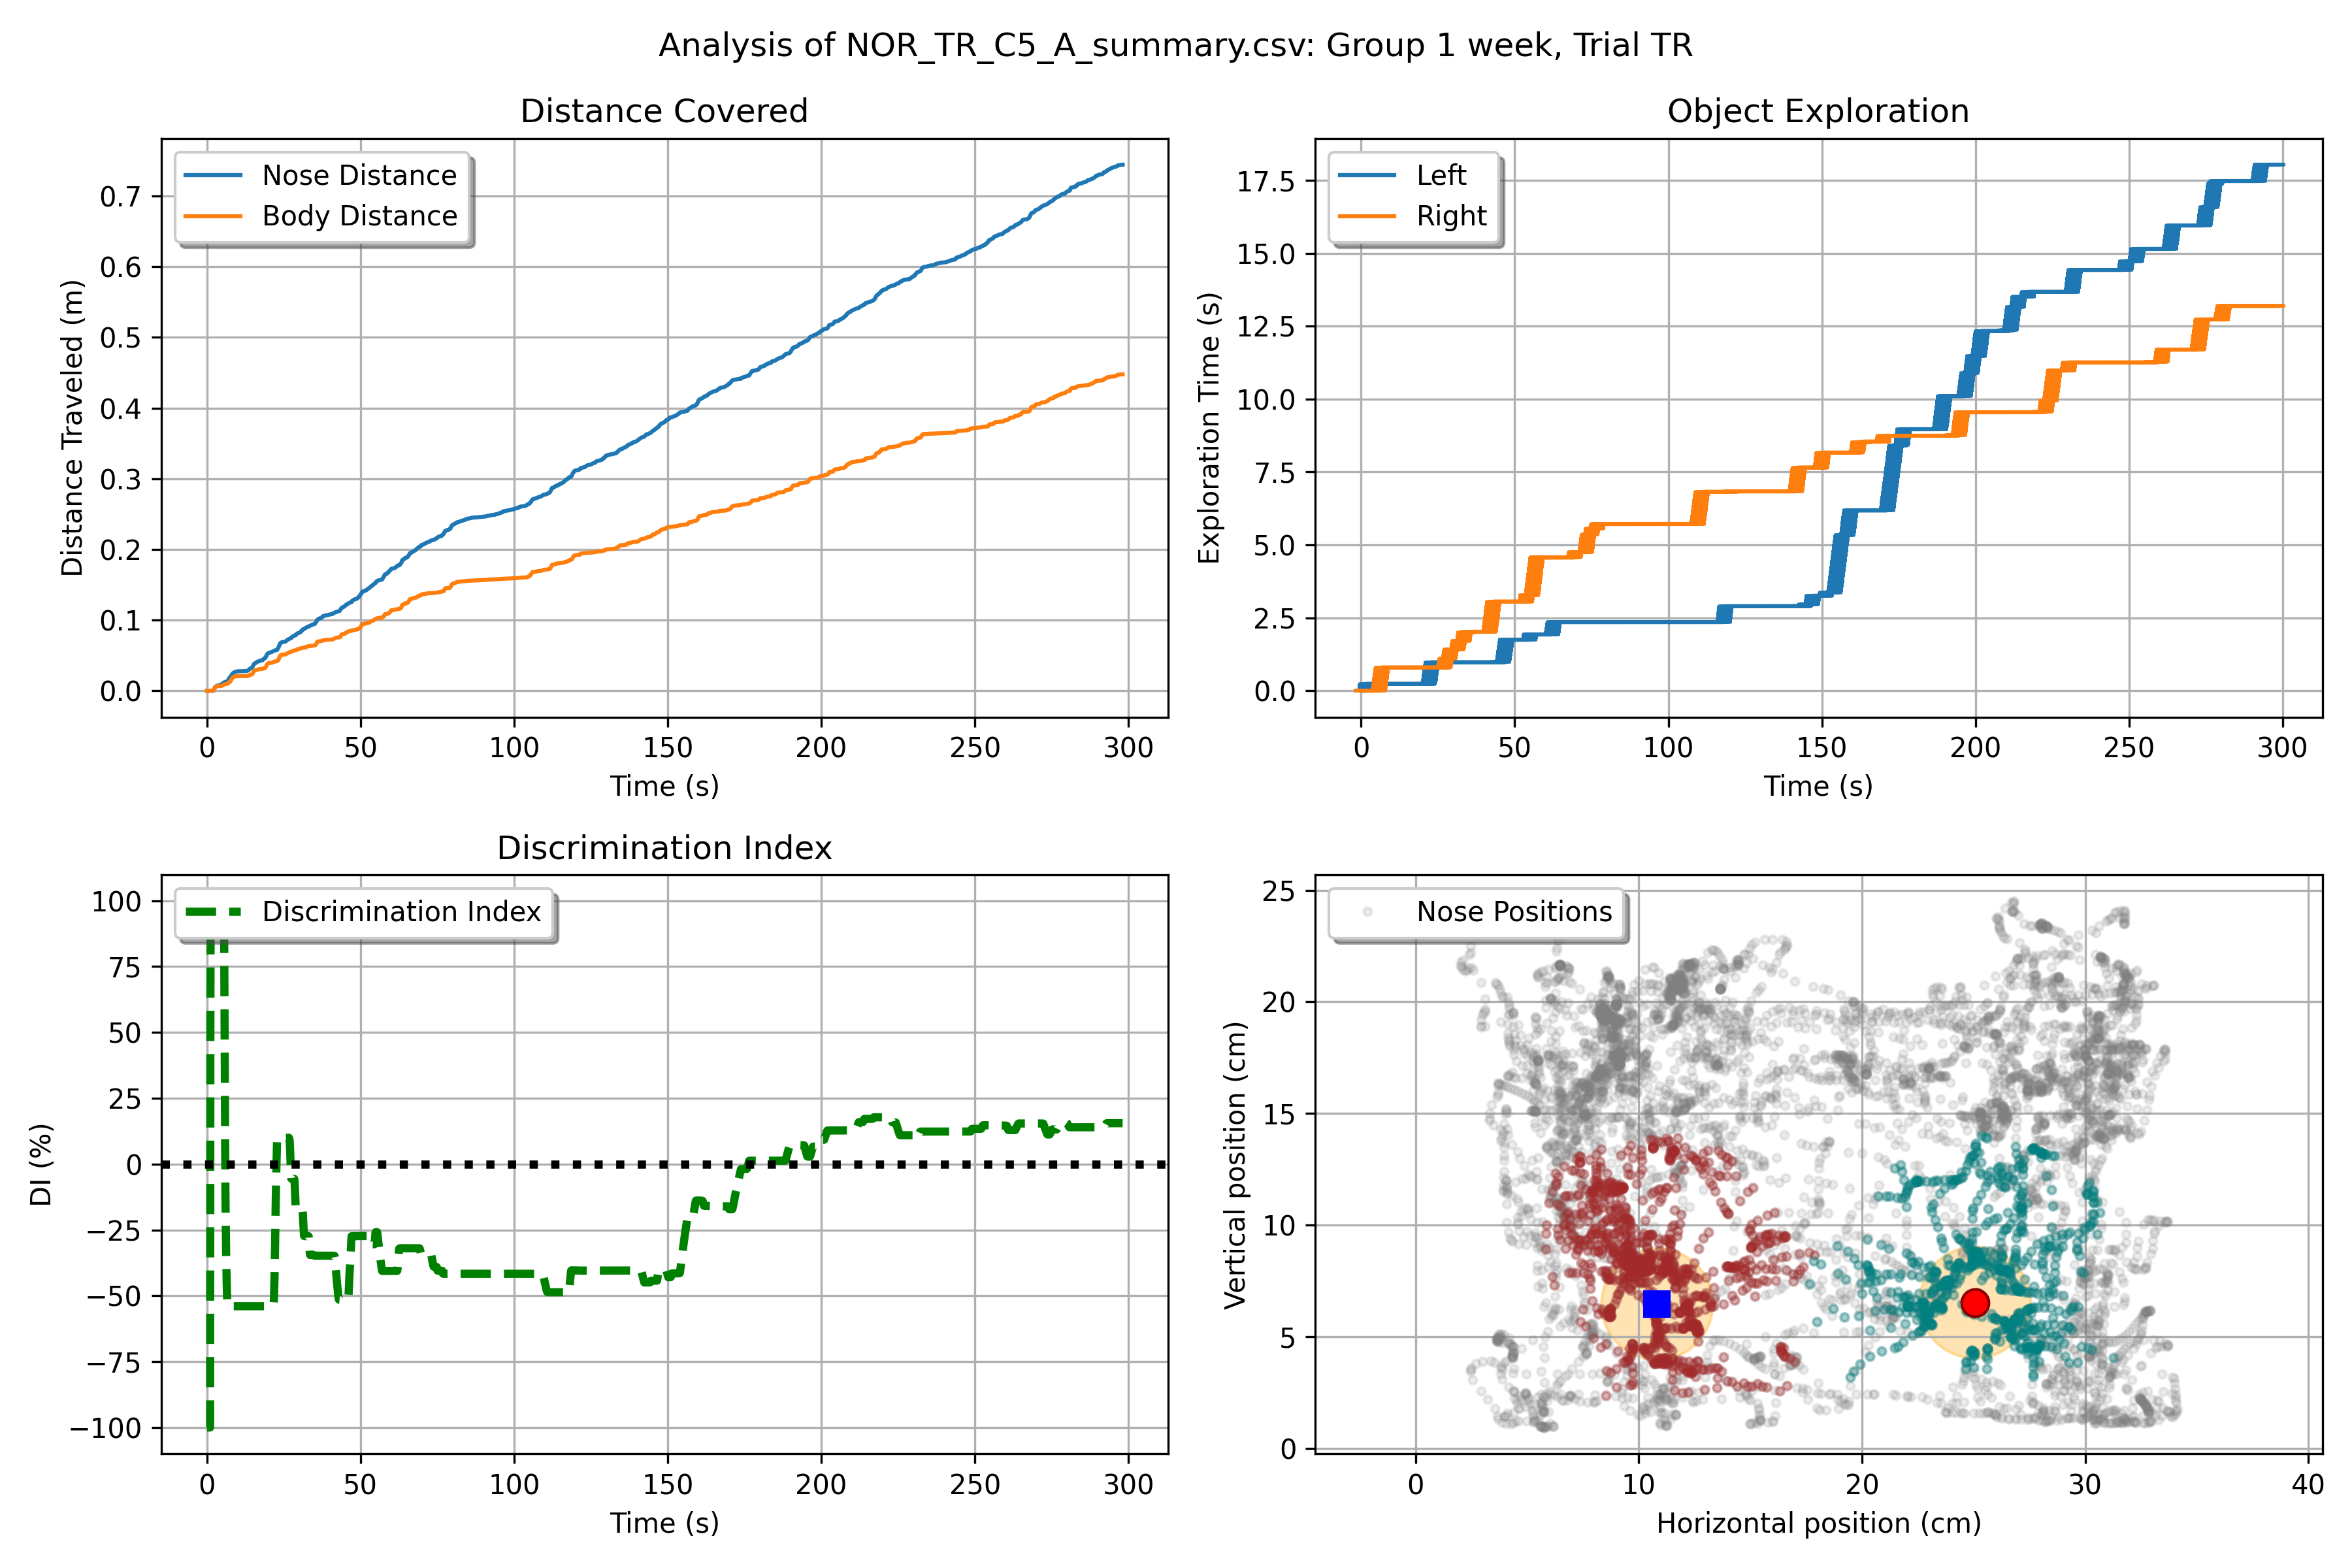 Analysis of NOR_TR_C5_A_summary.csv: Group 1 week, Trial TR
Distance Covered
Nose Distance
Body Distance
Distance Traveled (m)
0.7
0.6
0.5
0.4
0.3
0.2
0.1
0.0
0 50 100 150 200 250 300
Time (s)
Object Exploration
Left
Right
Exploration Time (s)
17.5
15.0
12.5
10.0
7.5
5.0
2.5
0.0
0 50 100 150 200 250 300
Time (s)
Discrimination Index
Discrimination Index
DI (%)
100
75
50
25
0
−25
−50
−75
−100
0 50 100 150 200 250 300
Time (s)
Nose Positions
Vertical position (cm)
25
20
15
10
5
0
0 10 20 30 40
Horizontal position (cm)